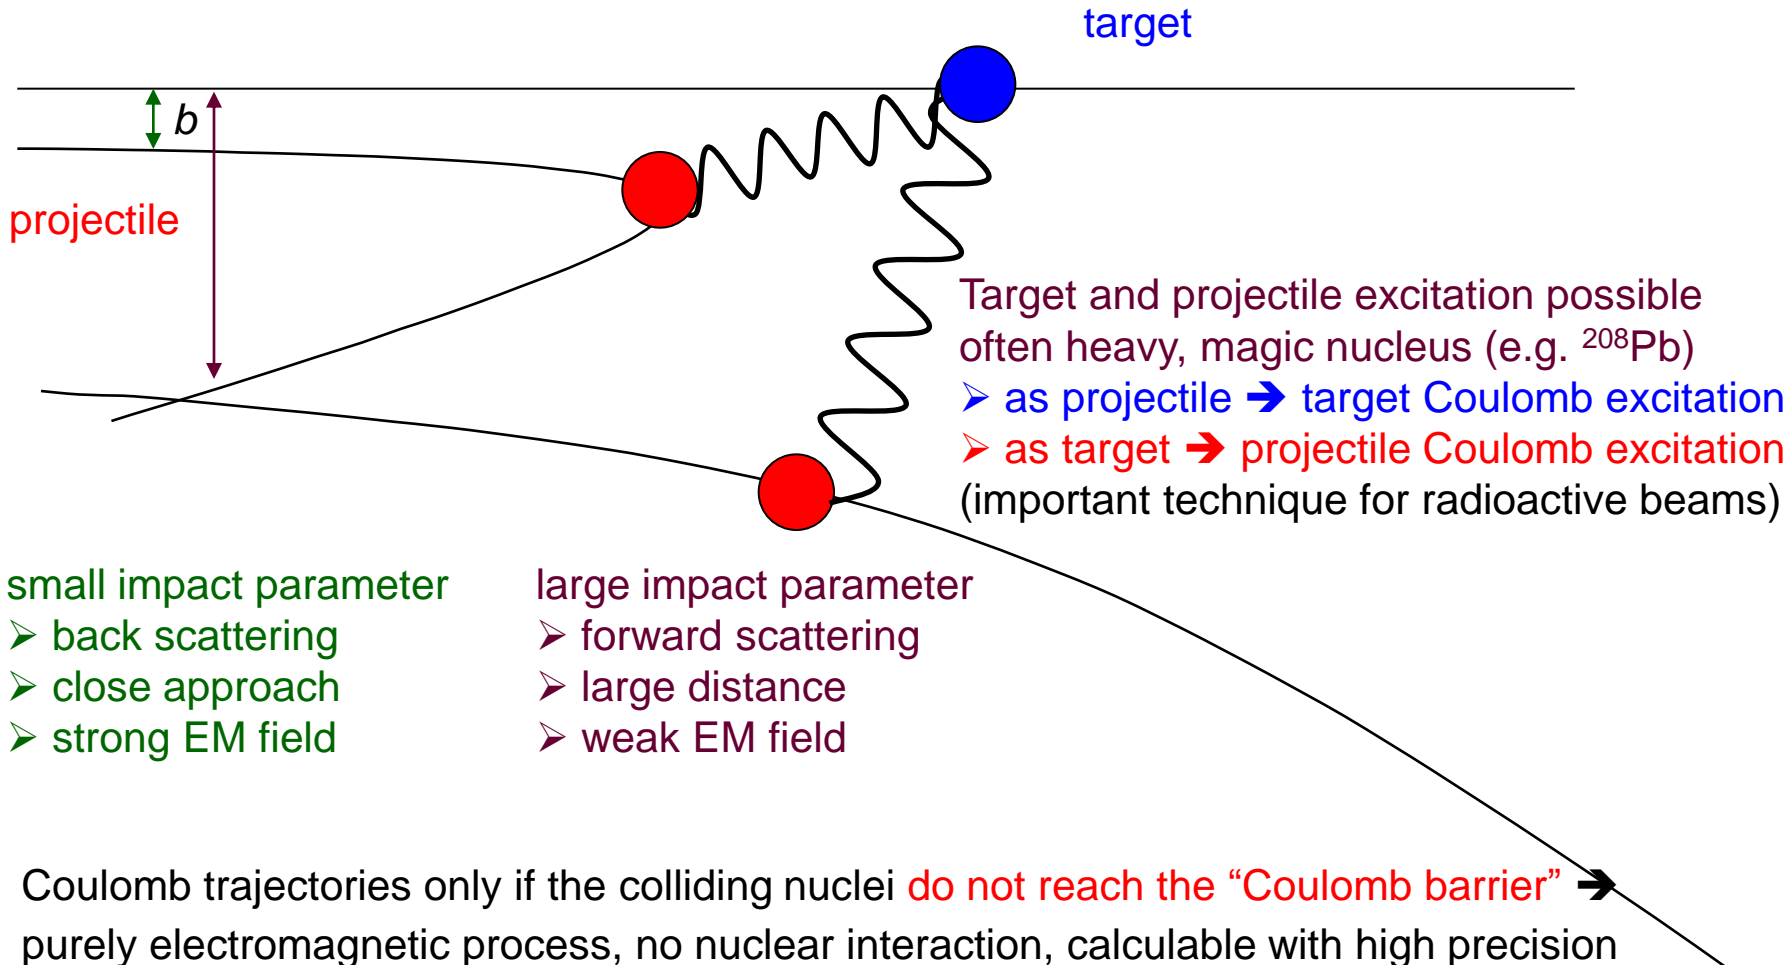 target
b
projectile
Target and projectile excitation possible
often heavy, magic nucleus (e.g. ²⁰⁸Pb)
➢ as projectile ➔ target Coulomb excitation
➢ as target ➔ projectile Coulomb excitation
(important technique for radioactive beams)
small impact parameter
➢ back scattering
➢ close approach
➢ strong EM field
large impact parameter
➢ forward scattering
➢ large distance
➢ weak EM field
Coulomb trajectories only if the colliding nuclei do not reach the “Coulomb barrier” ➔
purely electromagnetic process, no nuclear interaction, calculable with high precision